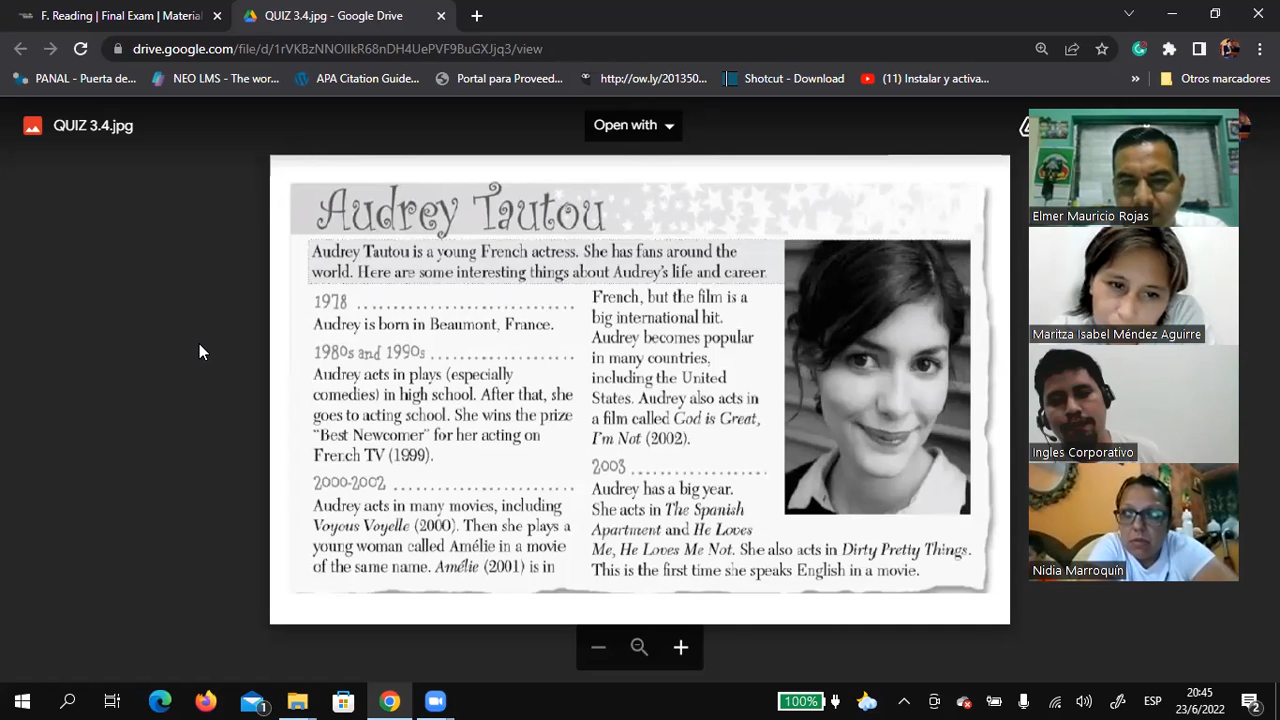 F. Reading | Final Exam | Material
QUIZ 3.4.jpg - Google Drive
drive.google.com/file/d/1rVKBzNNOIlkR68nDH4UePVF9BuGXJjq3/view
PANAL - Puerta de...
NEO LMS - The wor...
APA Citation Guide...
Portal para Proveed...
http://ow.ly/201350...
Shotcut - Download
(11) Instalar y activa...
»
Otros marcadores
QUIZ 3.4.jpg
Open with
Audrey Tautou
Audrey Tautou is a young French actress. She has fans around the
world. Here are some interesting things about Audrey's life and career.
1978
Audrey is born in Beaumont, France.
1980s and 1990s
Audrey acts in plays (especially
comedies) in high school. After that, she
goes to acting school. She wins the prize
“Best Newcomer” for her acting on
French TV (1999).
2000-2002
Audrey acts in many movies, including
Voyous Voyelle (2000). Then she plays a
young woman called Amélie in a movie
of the same name. Amélie (2001) is in
French, but the film is a
big international hit.
Audrey becomes popular
in many countries,
including the United
States. Audrey also acts in
a film called God is Great,
I'm Not (2002).
2003
Audrey has a big year.
She acts in The Spanish
Apartment and He Loves
Me, He Loves Me Not. She also acts in Dirty Pretty Things.
This is the first time she speaks English in a movie.
Elmer Mauricio Rojas
Maritza Isabel Méndez Aguirre
Ingles Corporativo
Nidia Marroquín
1
100%
ESP
20:45
23/6/2022
2